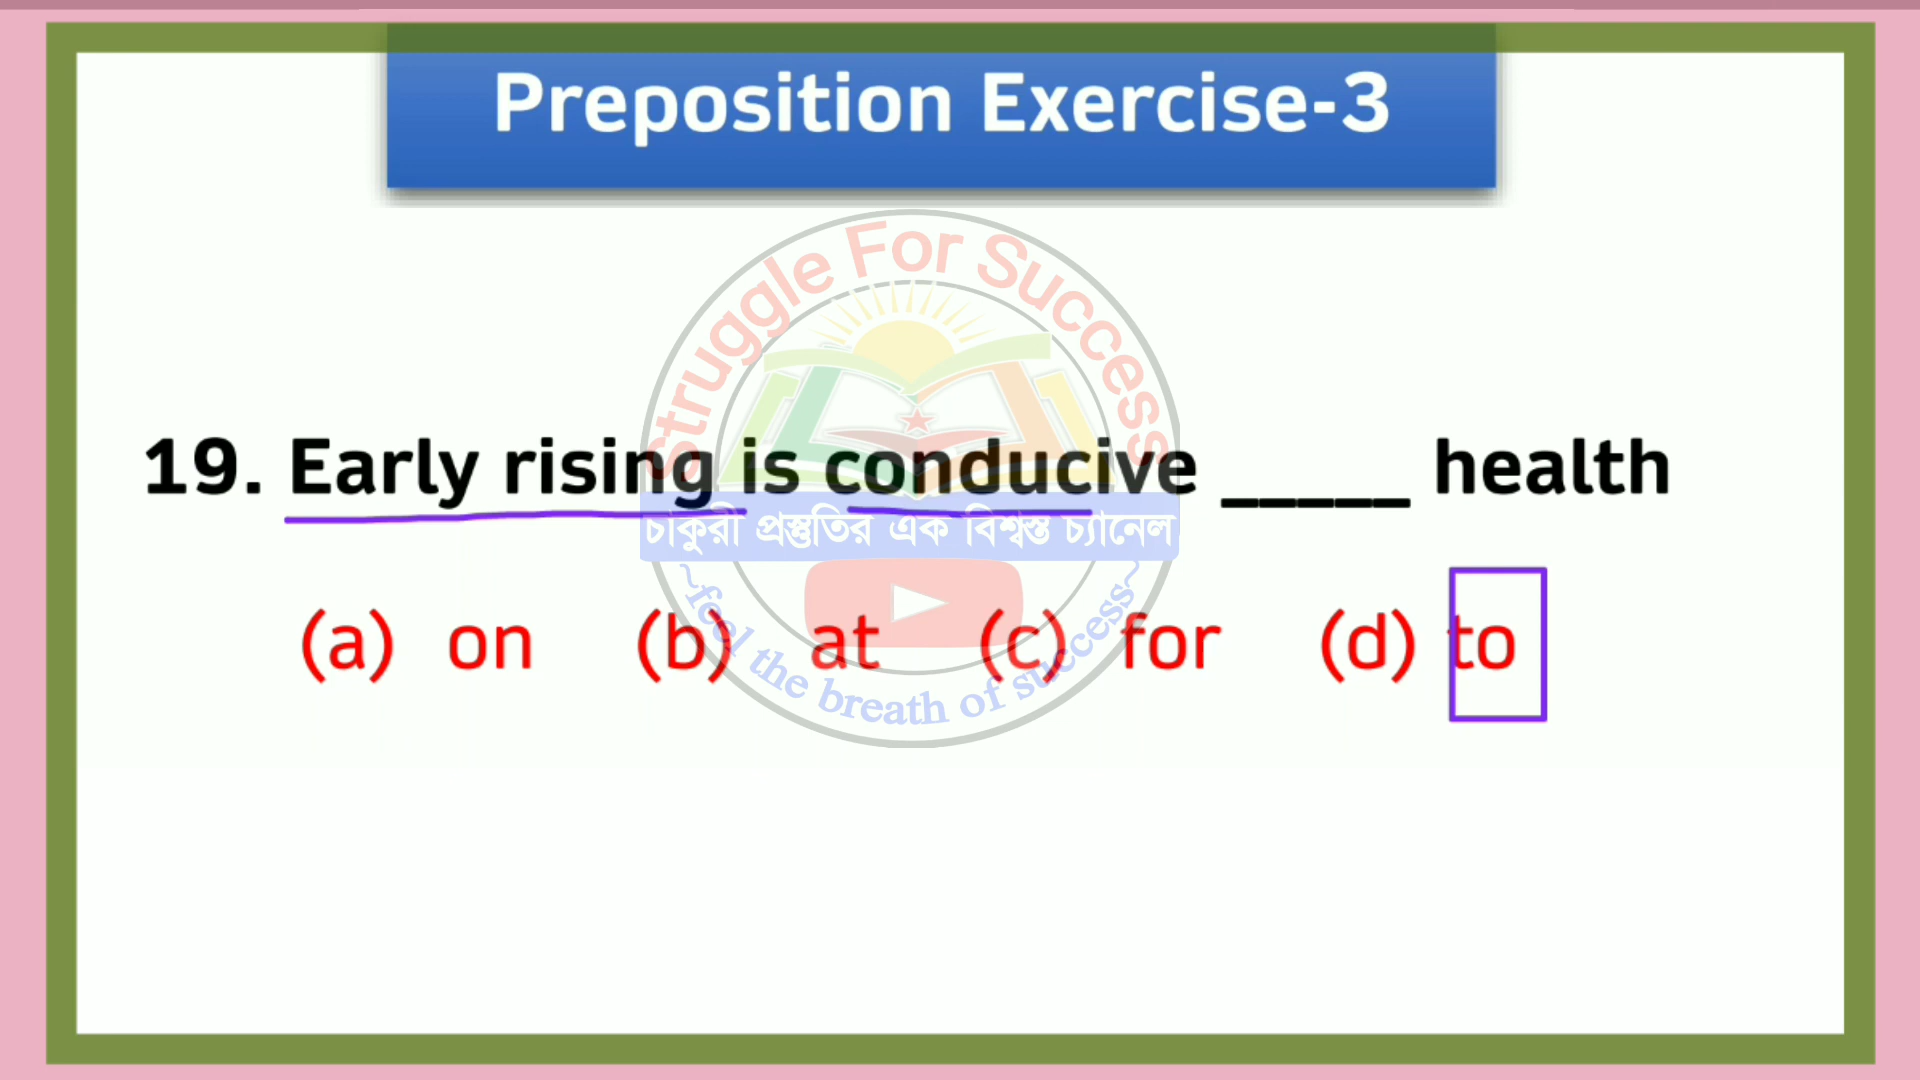 Preposition Exercise-3
Struggle For Success
19. Early rising is conducive _____ health
চাকুরী প্রস্তুতির এক বিশ্বস্ত চ্যানেল
(a) on (b) at (c) for (d) to
~feel the breath of success~